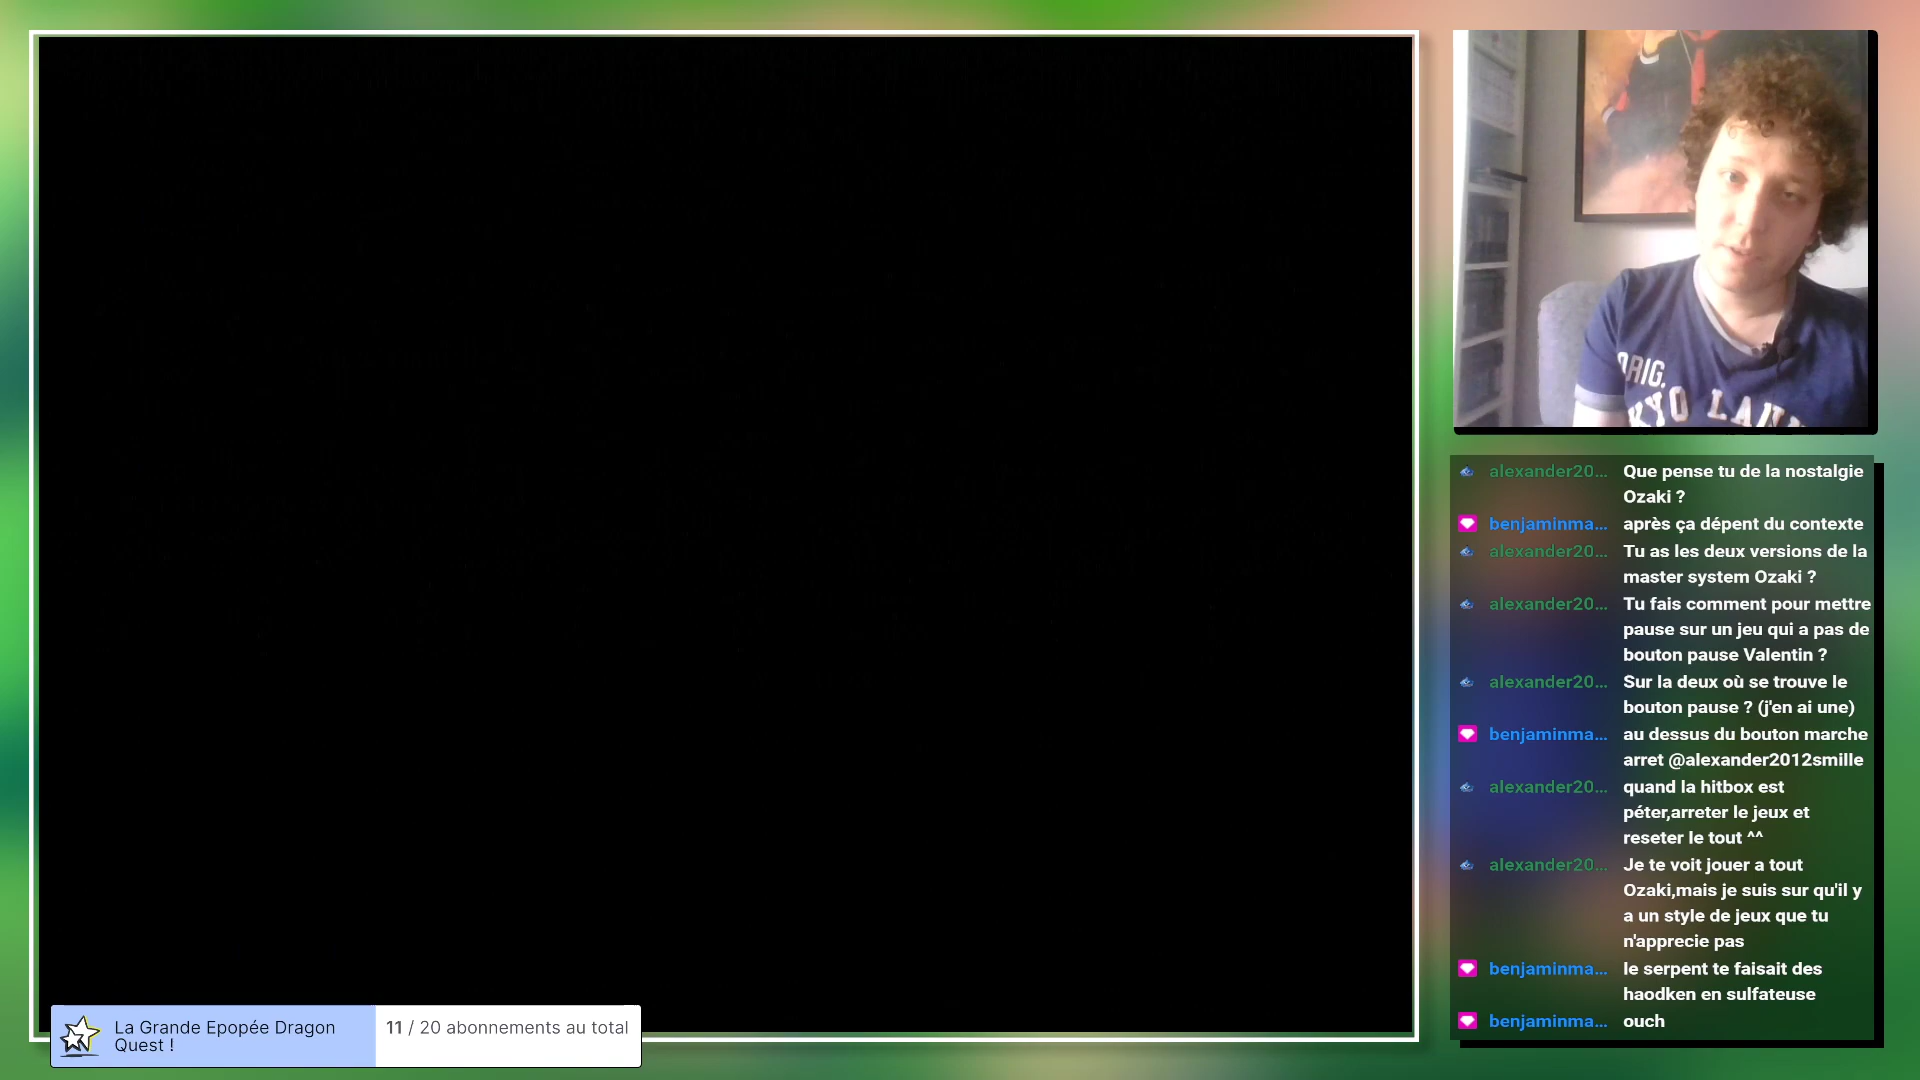 ORIG.
KYO LAN
alexander20... Que pense tu de la nostalgie
Ozaki ?
benjaminma... après ça dépent du contexte
alexander20... Tu as les deux versions de la
master system Ozaki ?
alexander20... Tu fais comment pour mettre
pause sur un jeu qui a pas de
bouton pause Valentin ?
alexander20... Sur la deux où se trouve le
bouton pause ? (j'en ai une)
benjaminma... au dessus du bouton marche
arret @alexander2012smille
alexander20... quand la hitbox est
péter,arreter le jeux et
reseter le tout ^^
alexander20... Je te voit jouer a tout
Ozaki,mais je suis sur qu'il y
a un style de jeux que tu
n'apprecie pas
benjaminma... le serpent te faisait des
haodken en sulfateuse
benjaminma... ouch
La Grande Epopée Dragon
Quest !
11 / 20 abonnements au total